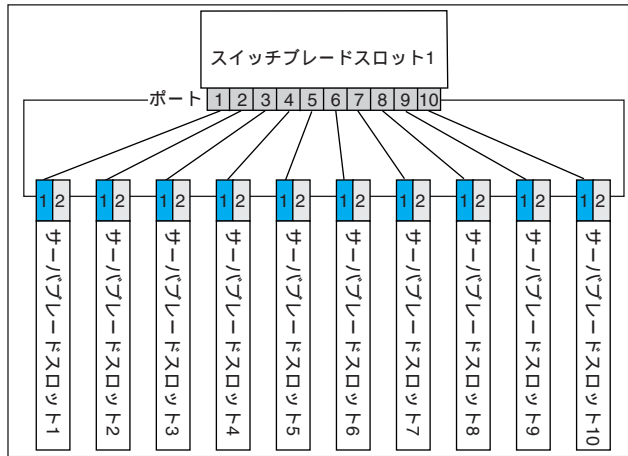 スイッチブレードスロット1
ポート 1 2 3 4 5 6 7 8 9 10
1 2 1 2 1 2 1 2 1 2 1 2 1 2 1 2 1 2 1 2
サーバブレードスロット1
サーバブレードスロット2
サーバブレードスロット3
サーバブレードスロット4
サーバブレードスロット5
サーバブレードスロット6
サーバブレードスロット7
サーバブレードスロット8
サーバブレードスロット9
サーバブレードスロット10